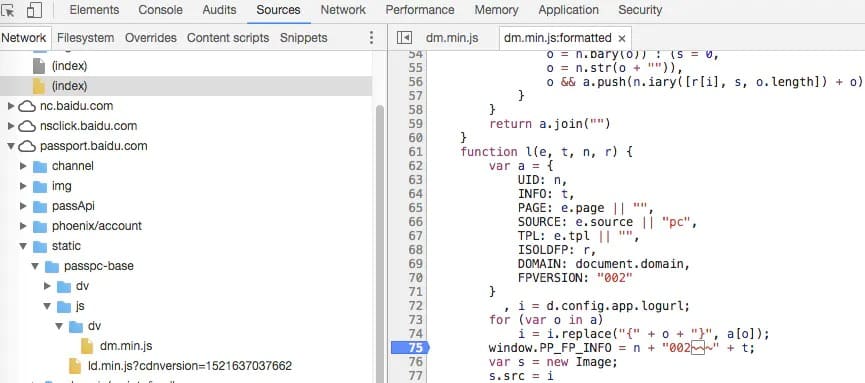 Elements Console Audits Sources Network Performance Memory Application Security
Network Filesystem Overrides Content scripts Snippets
(index)
(index)
nc.baidu.com
nsclick.baidu.com
passport.baidu.com
channel
img
passApi
phoenix/account
static
passpc-base
dv
js
dv
dm.min.js
ld.min.js?cdnversion=1521637037662
dm.min.js dm.min.js:formatted ×
54 o = n.bary(o)) : (s = 0,
55 o = n.str(o + "")),
56 o && a.push(n.iary([r[i], s, o.length]) + o)
57 }
58 }
59 return a.join("")
60 }
61 function l(e, t, n, r) {
62 var a = {
63 UID: n,
64 INFO: t,
65 PAGE: e.page || "",
66 SOURCE: e.source || "pc",
67 TPL: e.tpl || "",
68 ISOLDFP: r,
69 DOMAIN: document.domain,
70 FPVERSION: "002"
71 }
72 , i = d.config.app.logurl;
73 for (var o in a)
74 i = i.replace("{" + o + "}", a[o]);
75 window.PP_FP_INFO = n + "002~~~" + t;
76 var s = new Image;
77 s.src = i